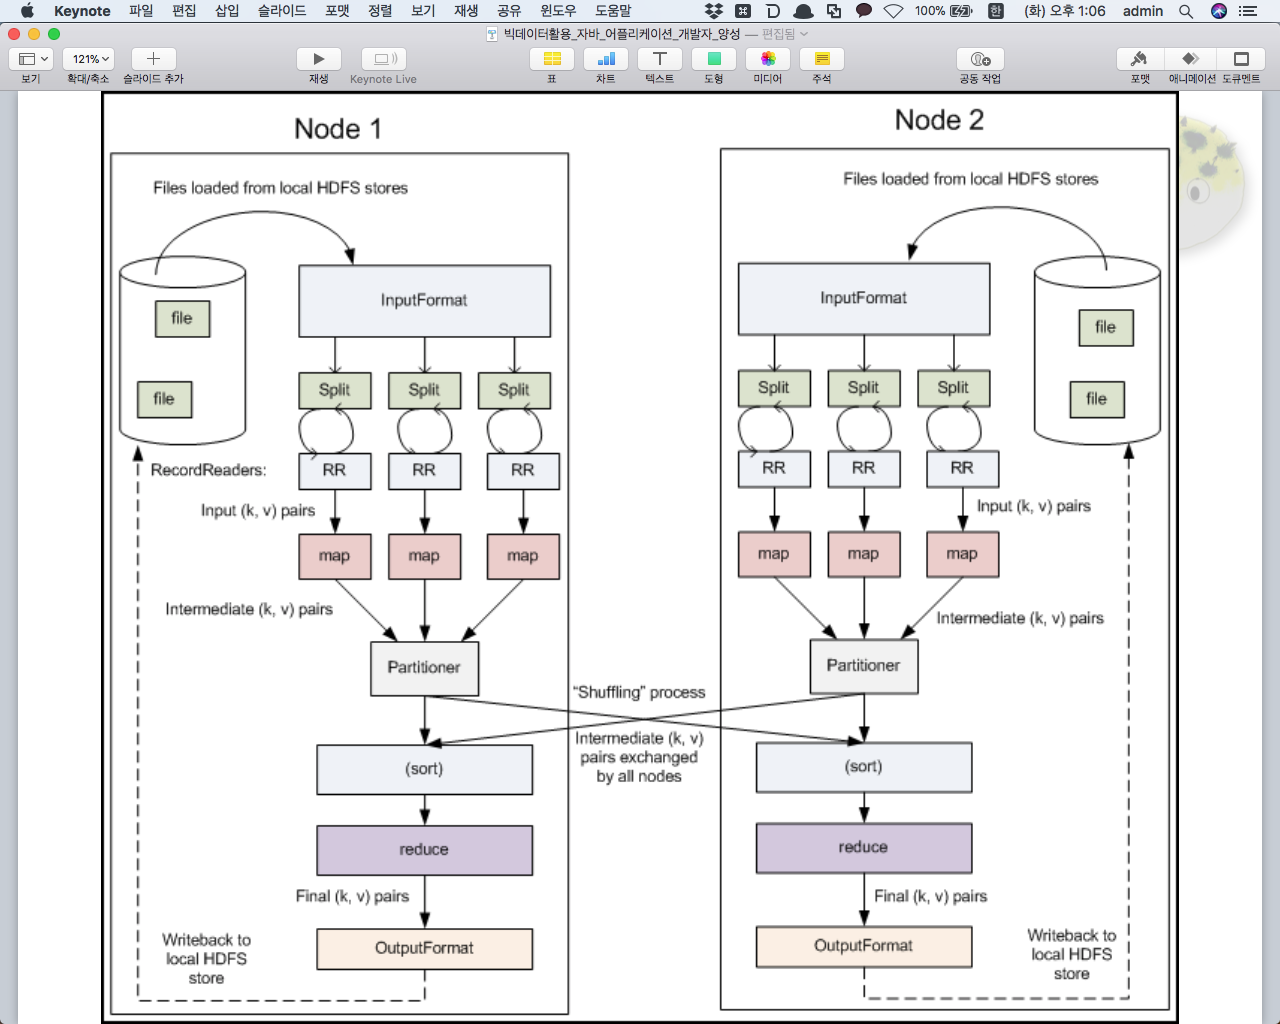 Keynote 파일 편집 삽입 슬라이드 포맷 정렬 보기 재생 공유 윈도우 도움말 100% 한 (화) 오후 1:06 admin
빅데이터활용_자바_어플리케이션_개발자_양성 — 편집됨
121%
보기 확대/축소 슬라이드 추가 재생 Keynote Live 표 차트 텍스트 도형 미디어 주석 공동 작업 포맷 애니메이션 도큐멘트
Node 1
Files loaded from local HDFS stores
InputFormat
file
file
Split Split Split
RecordReaders:
RR RR RR
Input (k, v) pairs
map map map
Intermediate (k, v) pairs
Partitioner
(sort)
reduce
Final (k, v) pairs
OutputFormat
Writeback to
local HDFS
store
"Shuffling" process
Intermediate (k, v)
pairs exchanged
by all nodes
Node 2
Files loaded from local HDFS stores
InputFormat
file
file
Split Split Split
RR RR RR
Input (k, v) pairs
map map map
Intermediate (k, v) pairs
Partitioner
(sort)
reduce
Final (k, v) pairs
OutputFormat
Writeback to
local HDFS
store